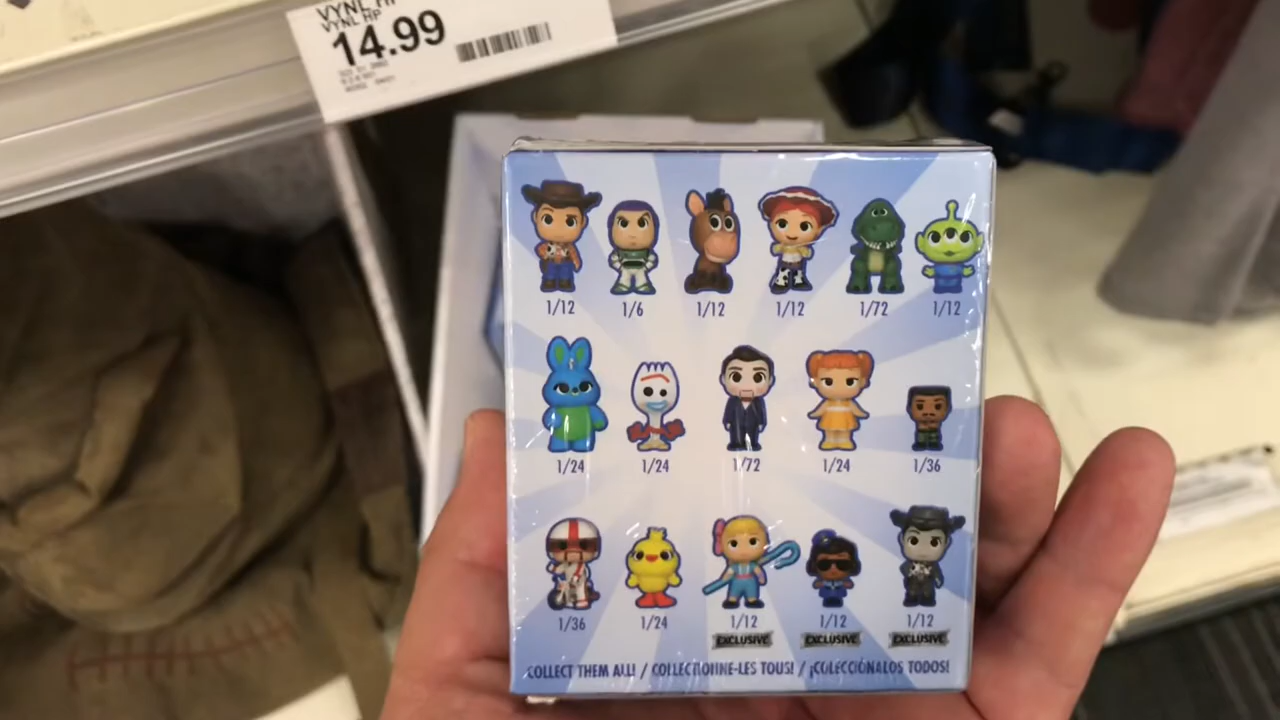 VYNL HP
14.99
1/12 1/6 1/12 1/12 1/72 1/12
1/24 1/24 1/72 1/24 1/36
1/36 1/24 1/12 1/12 1/12
EXCLUSIVE EXCLUSIVE EXCLUSIVE
COLLECT THEM ALL! / COLLECTIONNE-LES TOUS! / ¡COLECCIÓNALOS TODOS!